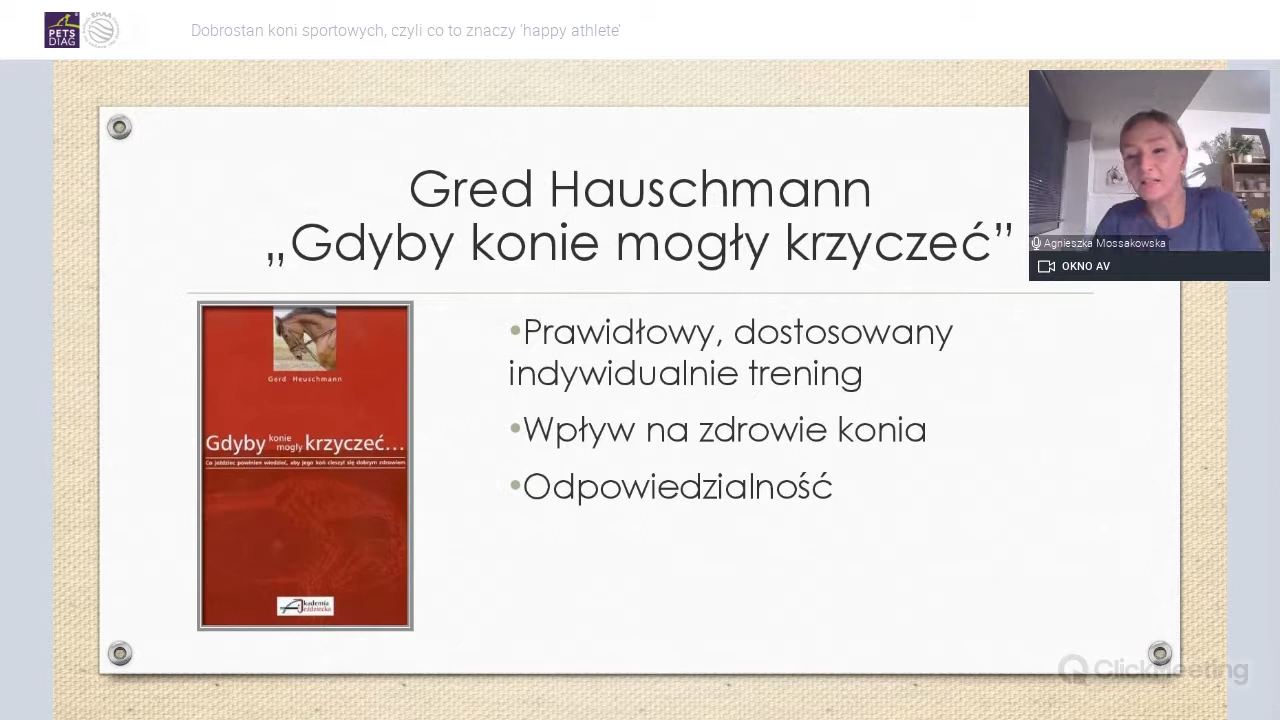 PETS
DIAG
Dobrostan koni sportowych, czyli co to znaczy 'happy athlete'
Gred Hauschmann
„Gdyby konie mogły krzyczeć”
Agnieszka Mossakowska
OKNO AV
Gerd Heuschmann
Gdyby konie mogły krzyczeć...
Co jeździec powinien wiedzieć, aby jego koń cieszył się dobrym zdrowiem
Akademia
Jeździecka
•Prawidłowy, dostosowany
indywidualnie trening
•Wpływ na zdrowie konia
•Odpowiedzialność
ClickMeeting